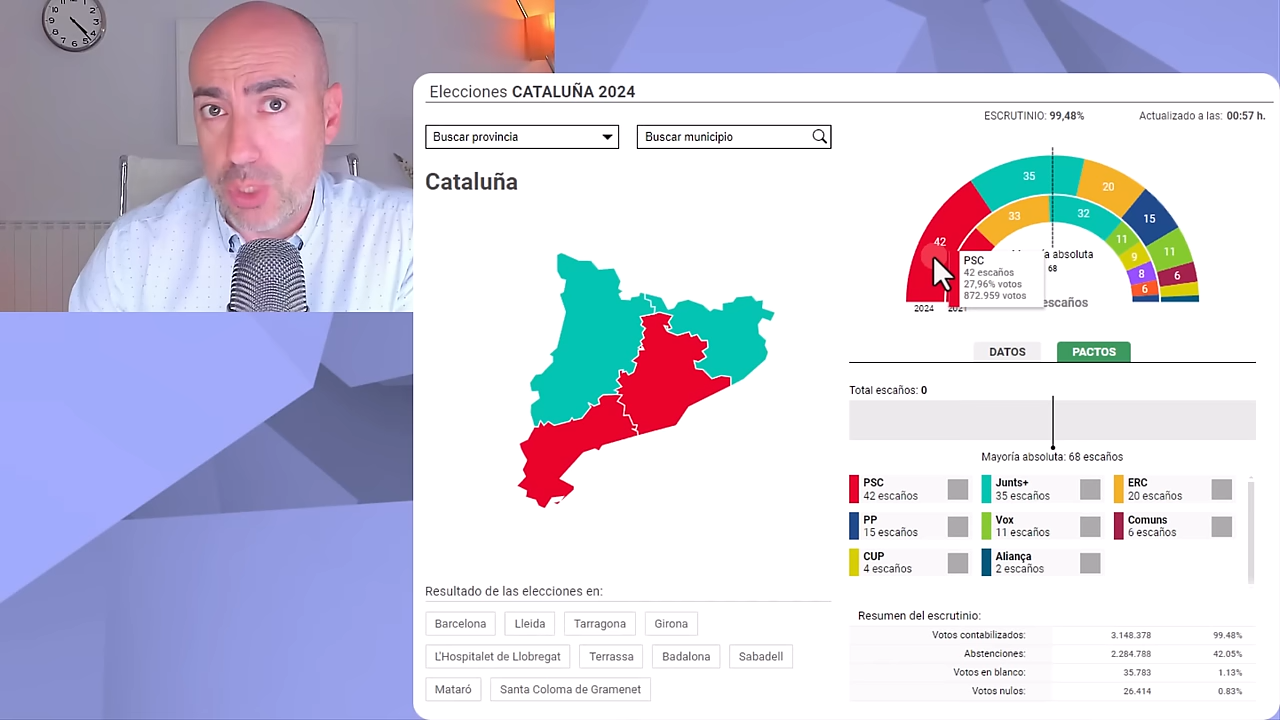 Elecciones CATALUÑA 2024
ESCRUTINIO: 99,48%
Actualizado a las: 00:57 h.
Buscar provincia
Buscar municipio
Cataluña
35
20
15
11
6
42
33
32
11
9
8
6
Mayoría absoluta
68
escaños
PSC
42 escaños
27,96% votos
872.959 votos
2024
DATOS
PACTOS
Total escaños: 0
Mayoría absoluta: 68 escaños
PSC
42 escaños
Junts+
35 escaños
ERC
20 escaños
PP
15 escaños
Vox
11 escaños
Comuns
6 escaños
CUP
4 escaños
Aliança
2 escaños
Resultado de las elecciones en:
Barcelona
Lleida
Tarragona
Girona
L'Hospitalet de Llobregat
Terrassa
Badalona
Sabadell
Mataró
Santa Coloma de Gramenet
Resumen del escrutinio:
Votos contabilizados: 3.148.378 99.48%
Abstenciones: 2.284.788 42.05%
Votos en blanco: 35.783 1.13%
Votos nulos: 26.414 0.83%